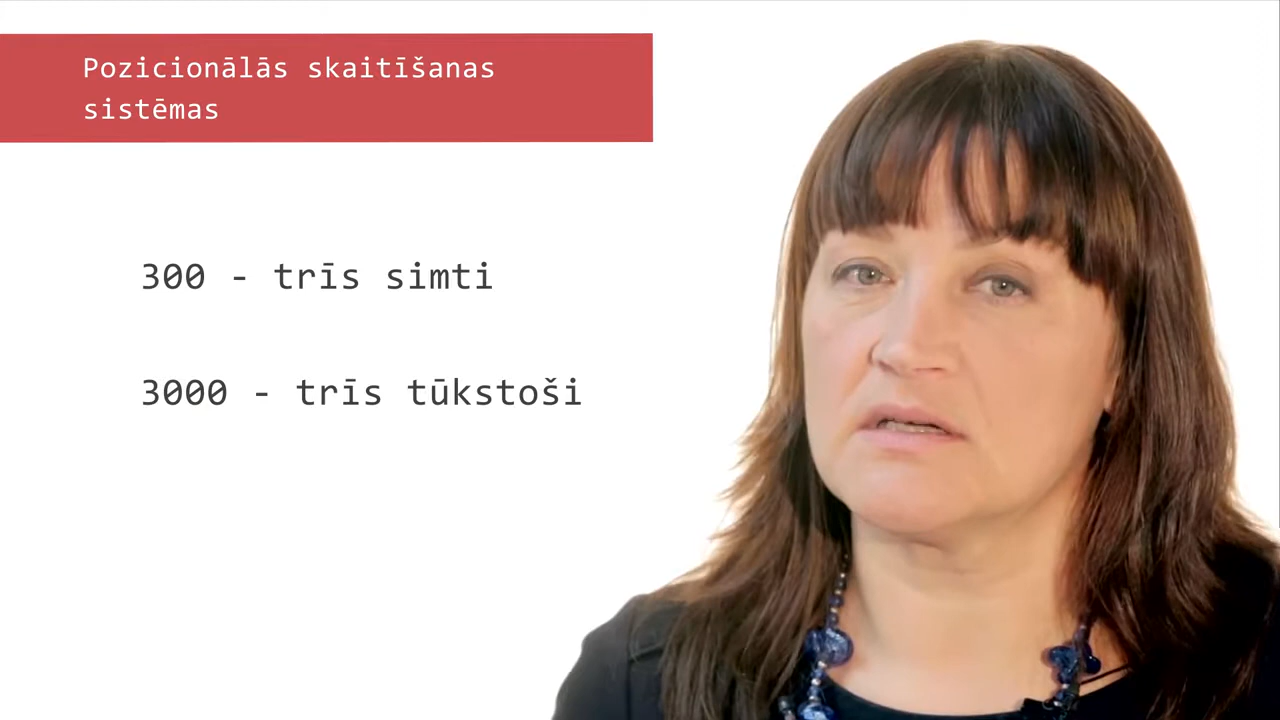 Pozicionālās skaitīšanas
sistēmas
300 - trīs simti
3000 - trīs tūkstoši